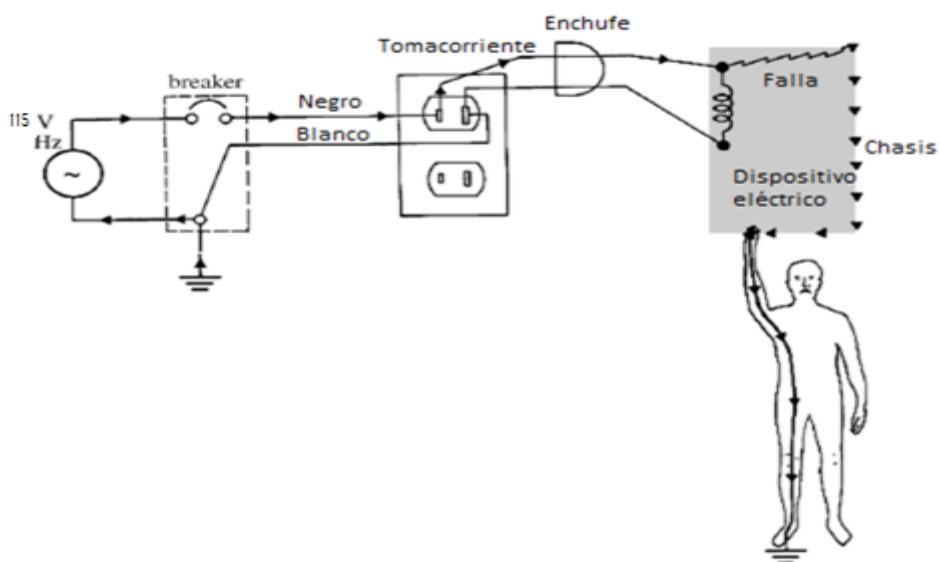 Enchufe
Tomacorriente
breaker
Negro
115 V
Hz
~
Blanco
Falla
Chasis
Dispositivo
eléctrico